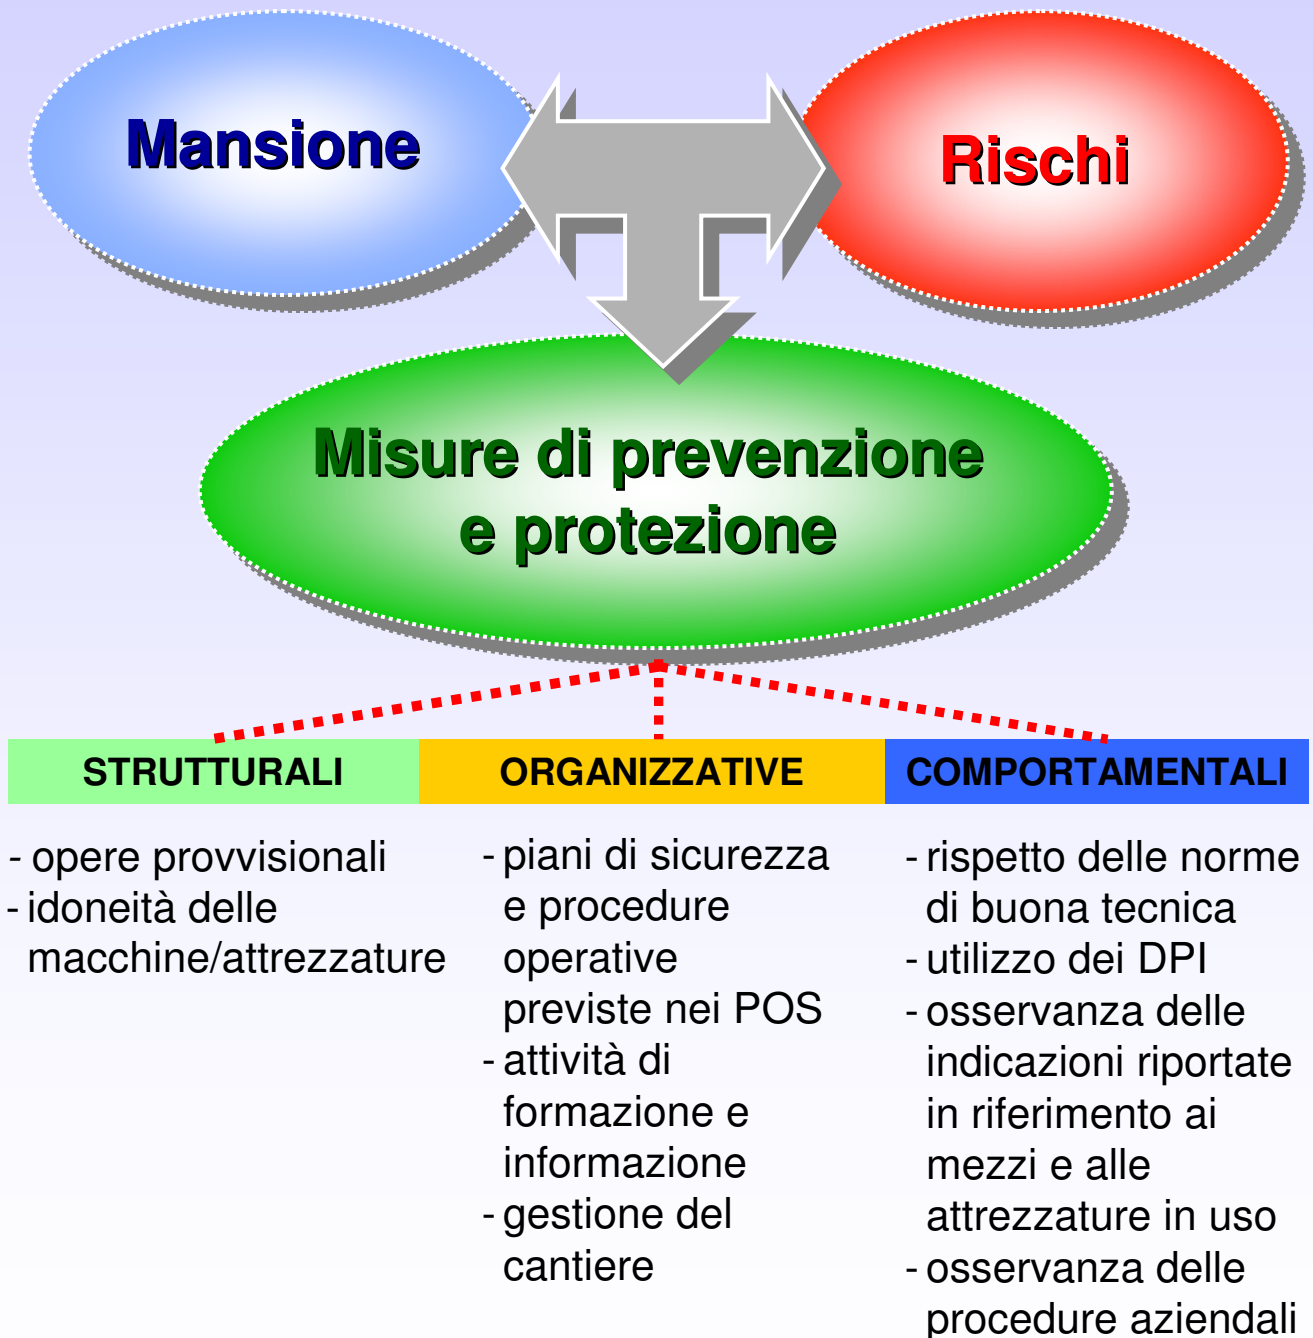 Mansione
Rischi
Misure di prevenzione
e protezione
STRUTTURALI
- opere provvisionali
- idoneità delle
macchine/attrezzature
ORGANIZZATIVE
- piani di sicurezza
e procedure
operative
previste nei POS
- attività di
formazione e
informazione
- gestione del
cantiere
COMPORTAMENTALI
- rispetto delle norme
di buona tecnica
- utilizzo dei DPI
- osservanza delle
indicazioni riportate
in riferimento ai
mezzi e alle
attrezzature in uso
- osservanza delle
procedure aziendali